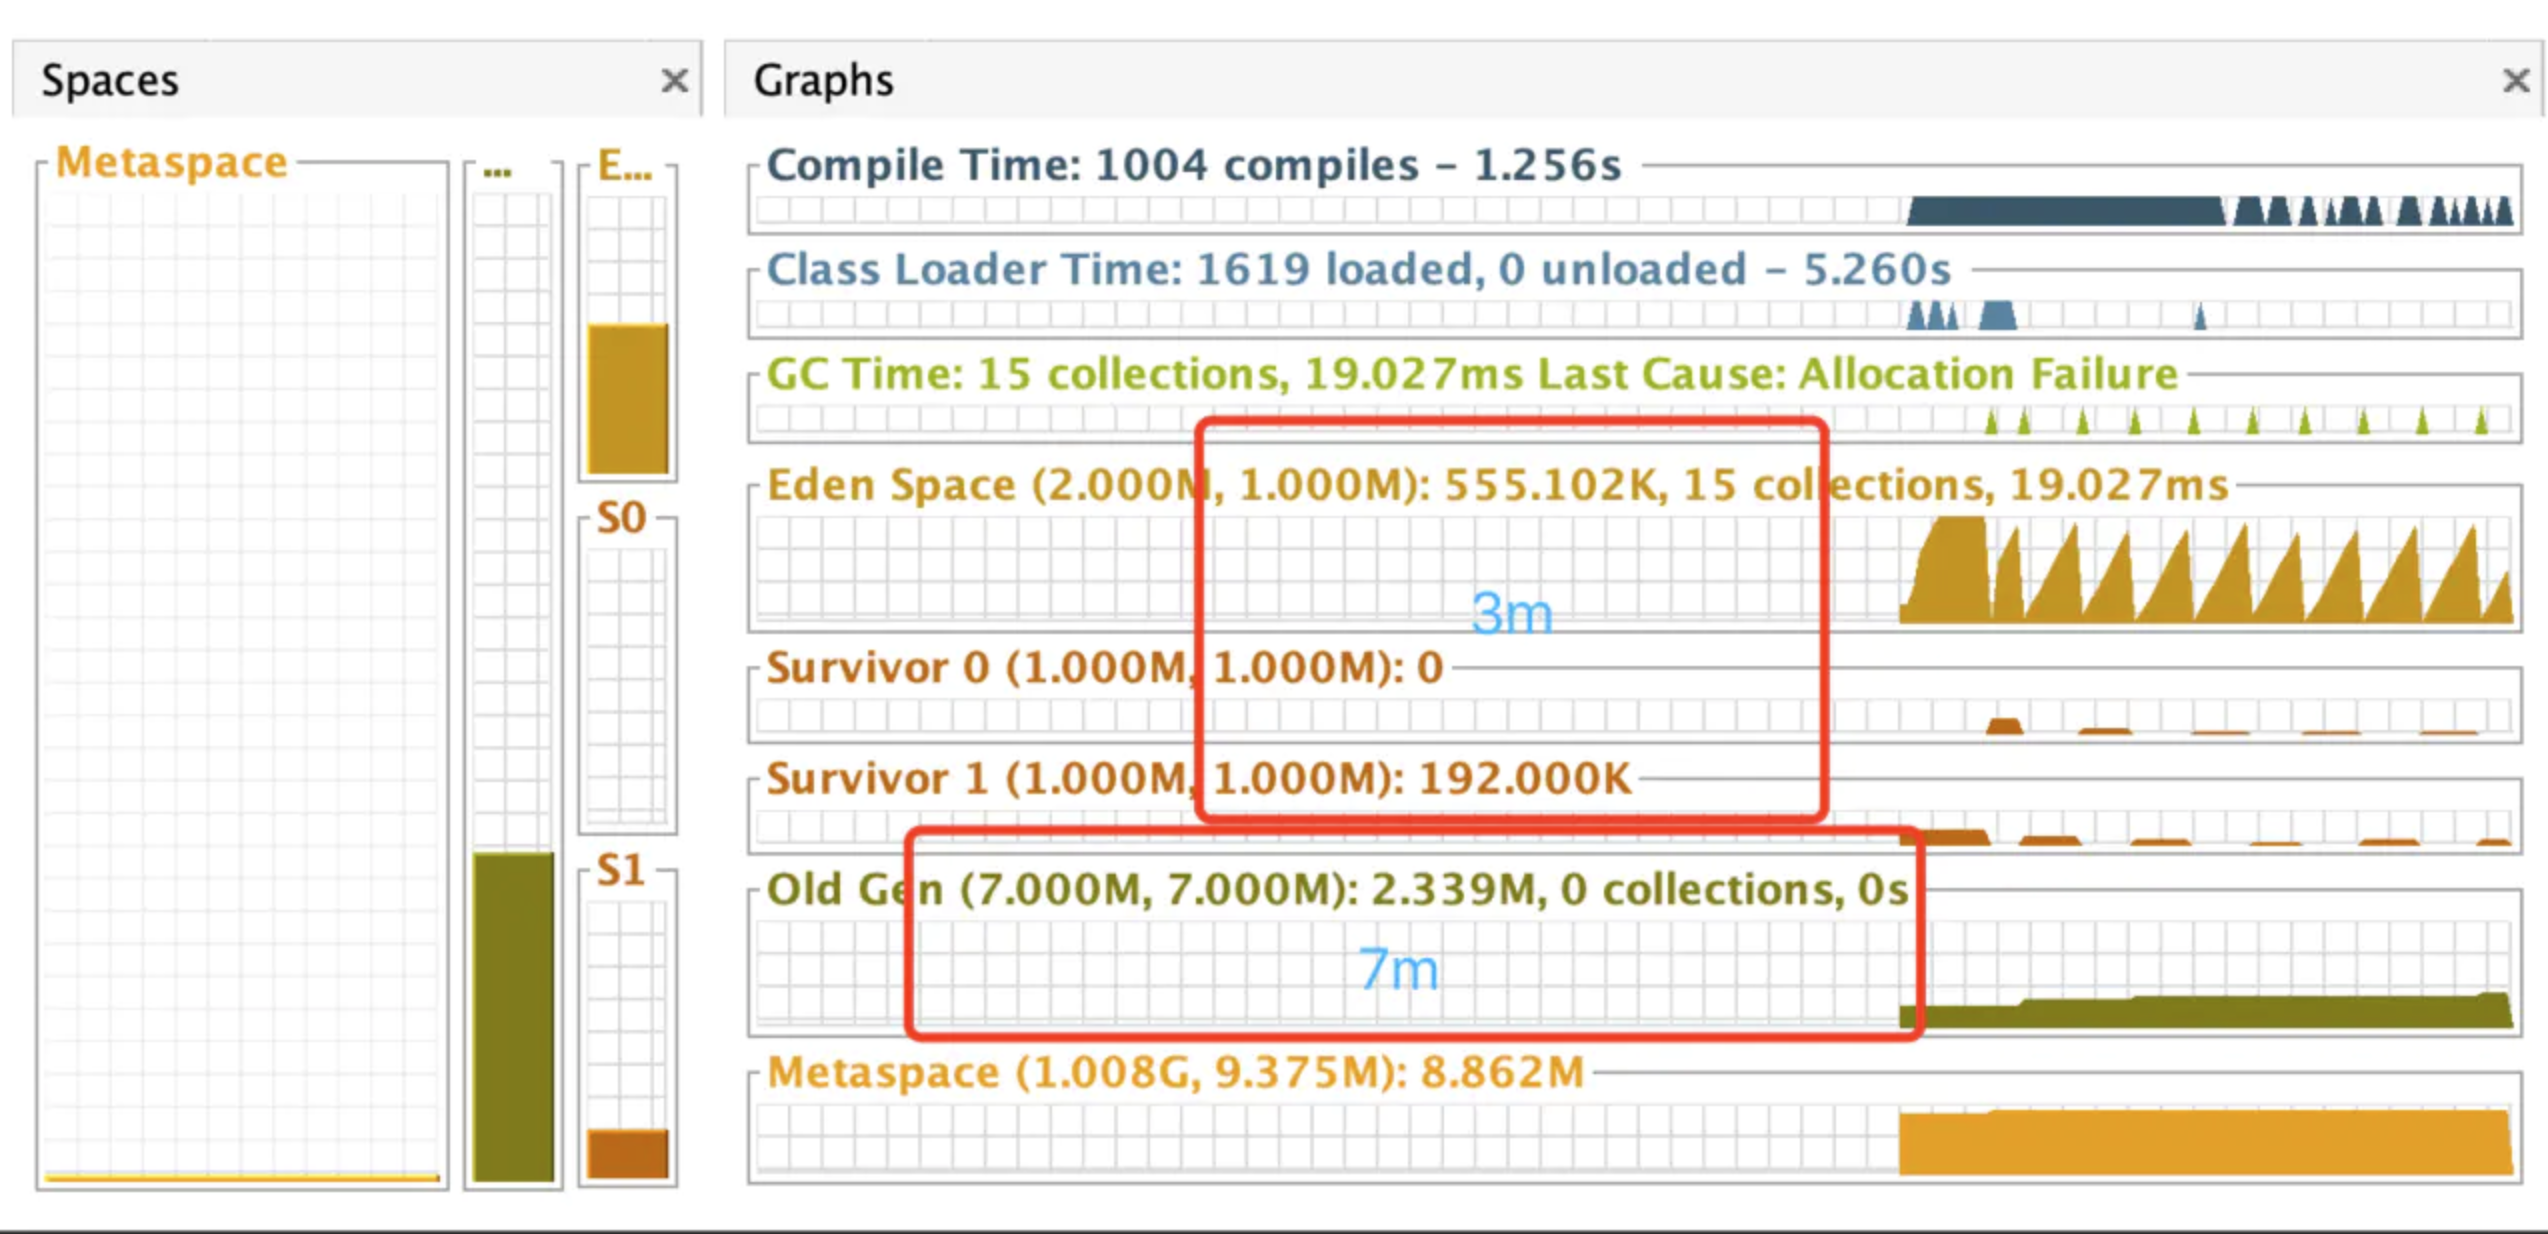 Spaces
Metaspace
...
E...
S0
S1
Graphs
Compile Time: 1004 compiles – 1.256s
Class Loader Time: 1619 loaded, 0 unloaded – 5.260s
GC Time: 15 collections, 19.027ms Last Cause: Allocation Failure
Eden Space (2.000M, 1.000M): 555.102K, 15 collections, 19.027ms
3m
Survivor 0 (1.000M, 1.000M): 0
Survivor 1 (1.000M, 1.000M): 192.000K
Old Gen (7.000M, 7.000M): 2.339M, 0 collections, 0s
7m
Metaspace (1.008G, 9.375M): 8.862M